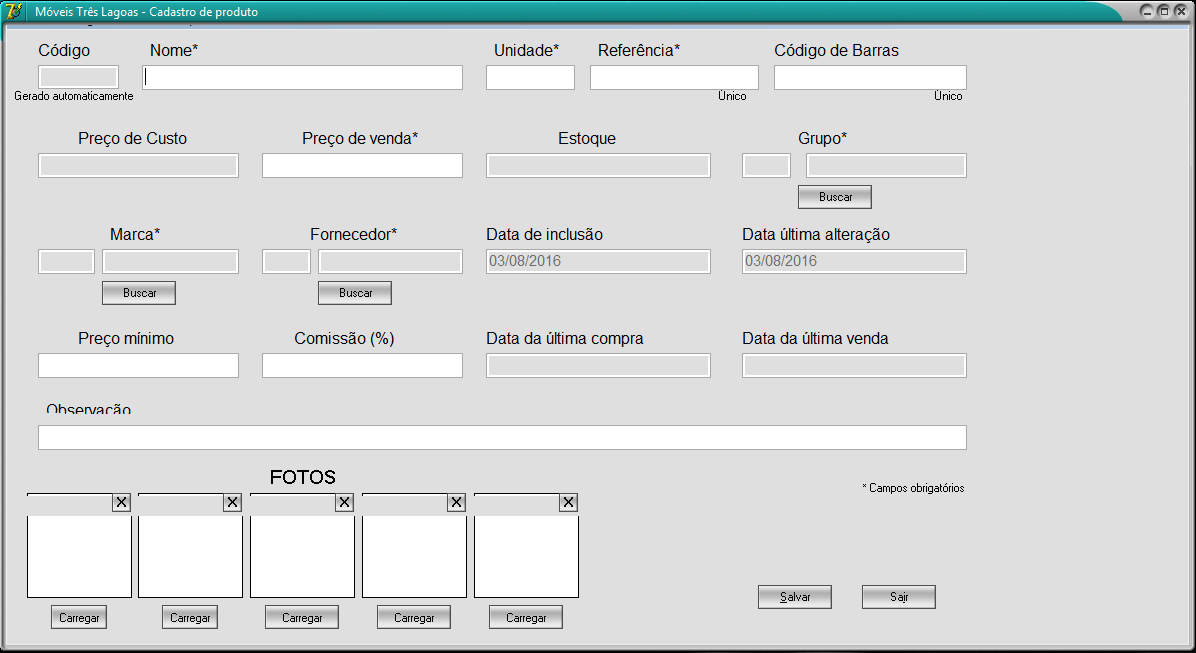 Móveis Três Lagoas - Cadastro de produto
Código Nome* Unidade* Referência* Código de Barras
Gerado automaticamente Único Único
Preço de Custo Preço de venda* Estoque Grupo*
Buscar
Marca* Fornecedor* Data de inclusão Data última alteração
03/08/2016 03/08/2016
Buscar Buscar
Preço mínimo Comissão (%) Data da última compra Data da última venda
Observação
FOTOS
* Campos obrigatórios
X X X X X
Salvar Sair
Carregar Carregar Carregar Carregar Carregar